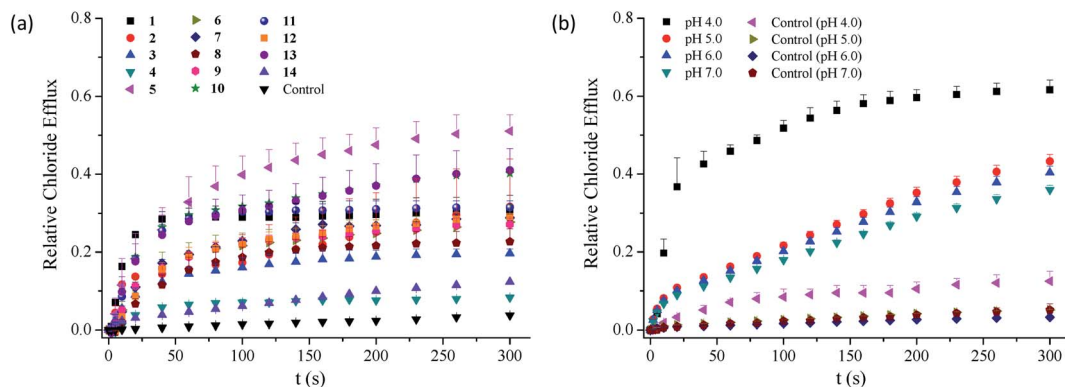 (a)
Relative Chloride Efflux
0.8
0.6
0.4
0.2
0.0
1 6 11
2 7 12
3 8 13
4 9 14
5 10 Control
0 50 100 150 200 250 300
t (s)
(b)
Relative Chloride Efflux
0.8
0.6
0.4
0.2
0.0
pH 4.0 Control (pH 4.0)
pH 5.0 Control (pH 5.0)
pH 6.0 Control (pH 6.0)
pH 7.0 Control (pH 7.0)
0 50 100 150 200 250 300
t (s)